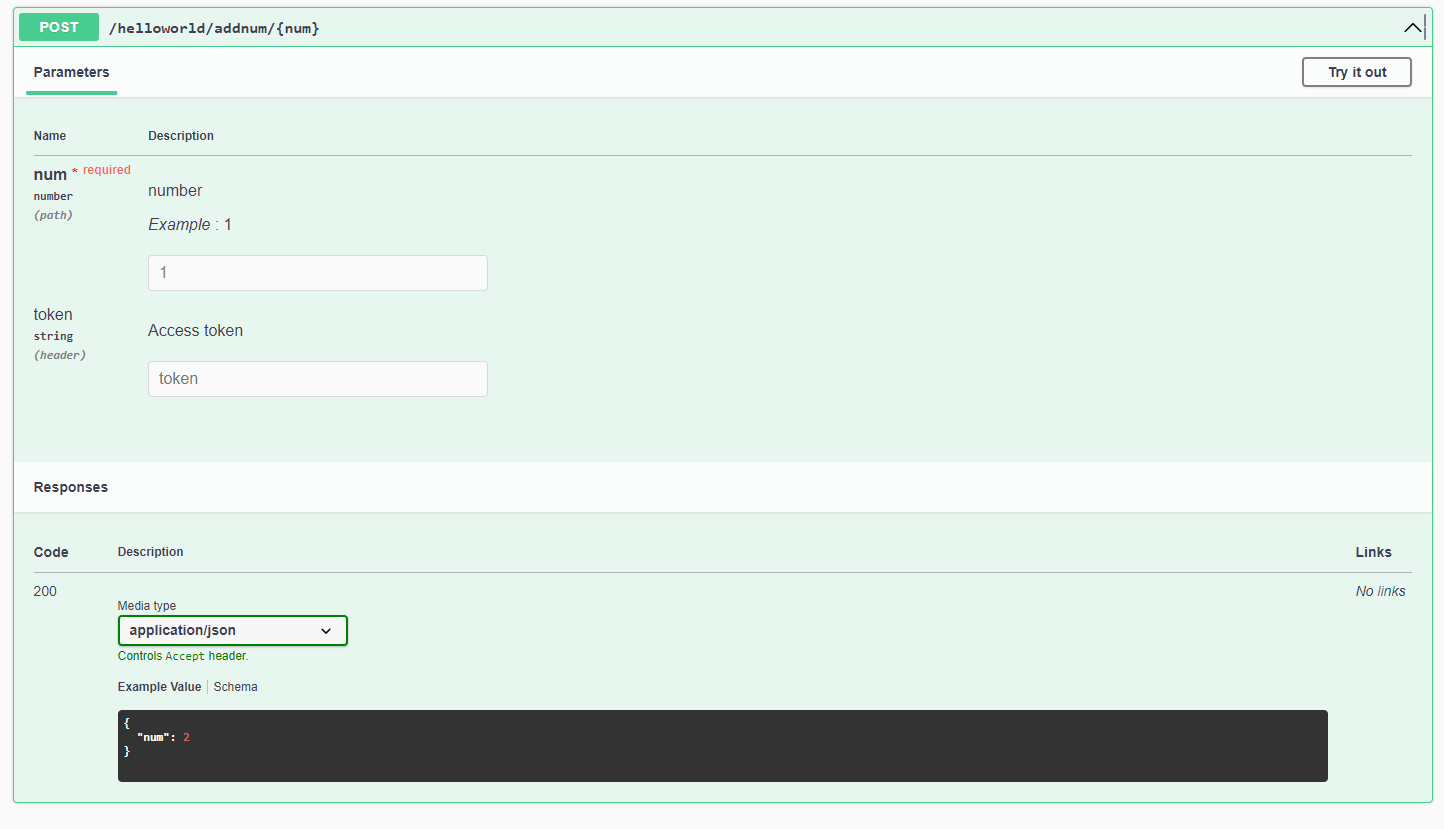 POST /helloworld/addnum/{num}
Parameters Try it out
Name Description
num * required
number
(path)
number
Example : 1
1
token
string
(header)
Access token
token
Responses
Code Description Links
200 No links
Media type
application/json
Controls Accept header.
Example Value Schema
{
"num": 2
}